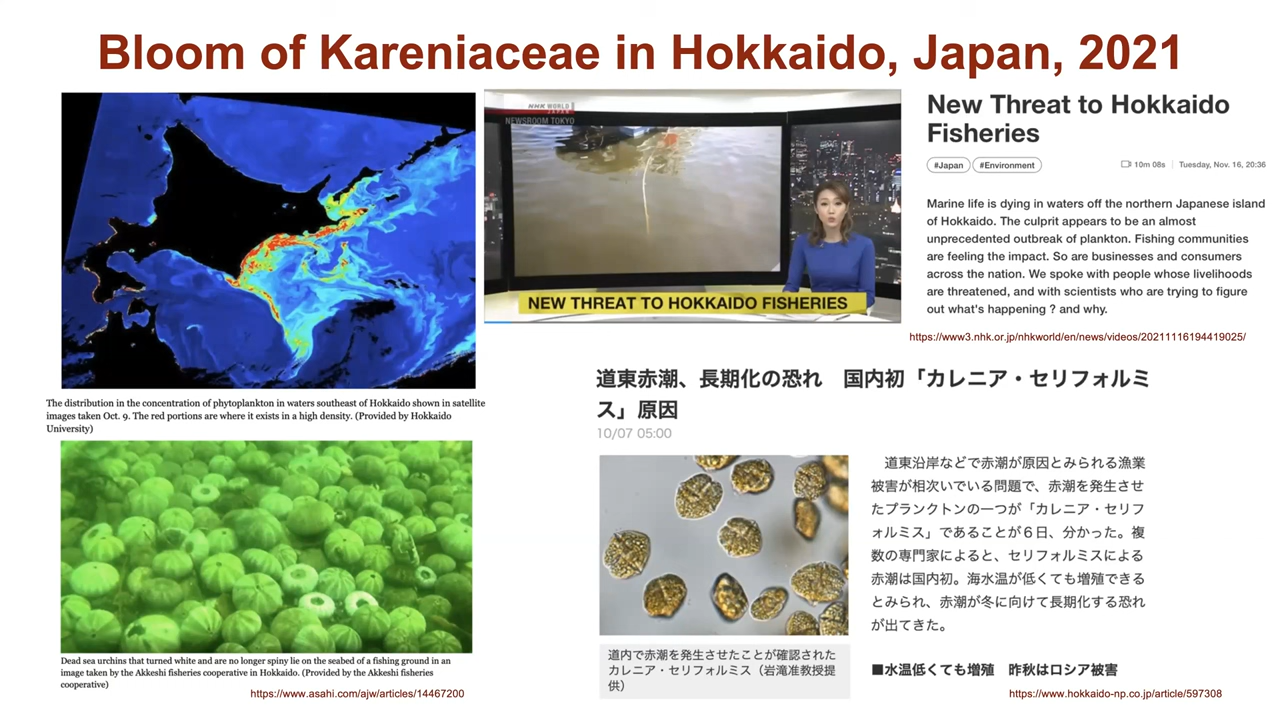 Bloom of Kareniaceae in Hokkaido, Japan, 2021
The distribution in the concentration of phytoplankton in waters southeast of Hokkaido shown in satellite
images taken Oct. 9. The red portions are where it exists in a high density. (Provided by Hokkaido
University)
Dead sea urchins that turned white and are no longer spiny lie on the seabed of a fishing ground in an
image taken by the Akkeshi fisheries cooperative in Hokkaido. (Provided by the Akkeshi fisheries
cooperative)
https://www.asahi.com/ajw/articles/14467200
NHK WORLD
JAPAN
NEWSROOM TOKYO
NEW THREAT TO HOKKAIDO FISHERIES
New Threat to Hokkaido
Fisheries
#Japan #Environment 10m 08s Tuesday, Nov. 16, 20:36
Marine life is dying in waters off the northern Japanese island
of Hokkaido. The culprit appears to be an almost
unprecedented outbreak of plankton. Fishing communities
are feeling the impact. So are businesses and consumers
across the nation. We spoke with people whose livelihoods
are threatened, and with scientists who are trying to figure
out what's happening ? and why.
https://www3.nhk.or.jp/nhkworld/en/news/videos/20211116194419025/
道東赤潮、長期化の恐れ　国内初「カレニア・セリフォルミ
ス」原因
10/07 05:00
道内で赤潮を発生させたことが確認された
カレニア・セリフォルミス（岩滝准教授提
供）
　道東沿岸などで赤潮が原因とみられる漁業
被害が相次いでいる問題で、赤潮を発生させ
たプランクトンの一つが「カレニア・セリフ
ォルミス」であることが６日、分かった。複
数の専門家によると、セリフォルミスによる
赤潮は国内初。海水温が低くても増殖できる
とみられ、赤潮が冬に向けて長期化する恐れ
が出てきた。
■水温低くても増殖　昨秋はロシア被害
https://www.hokkaido-np.co.jp/article/597308